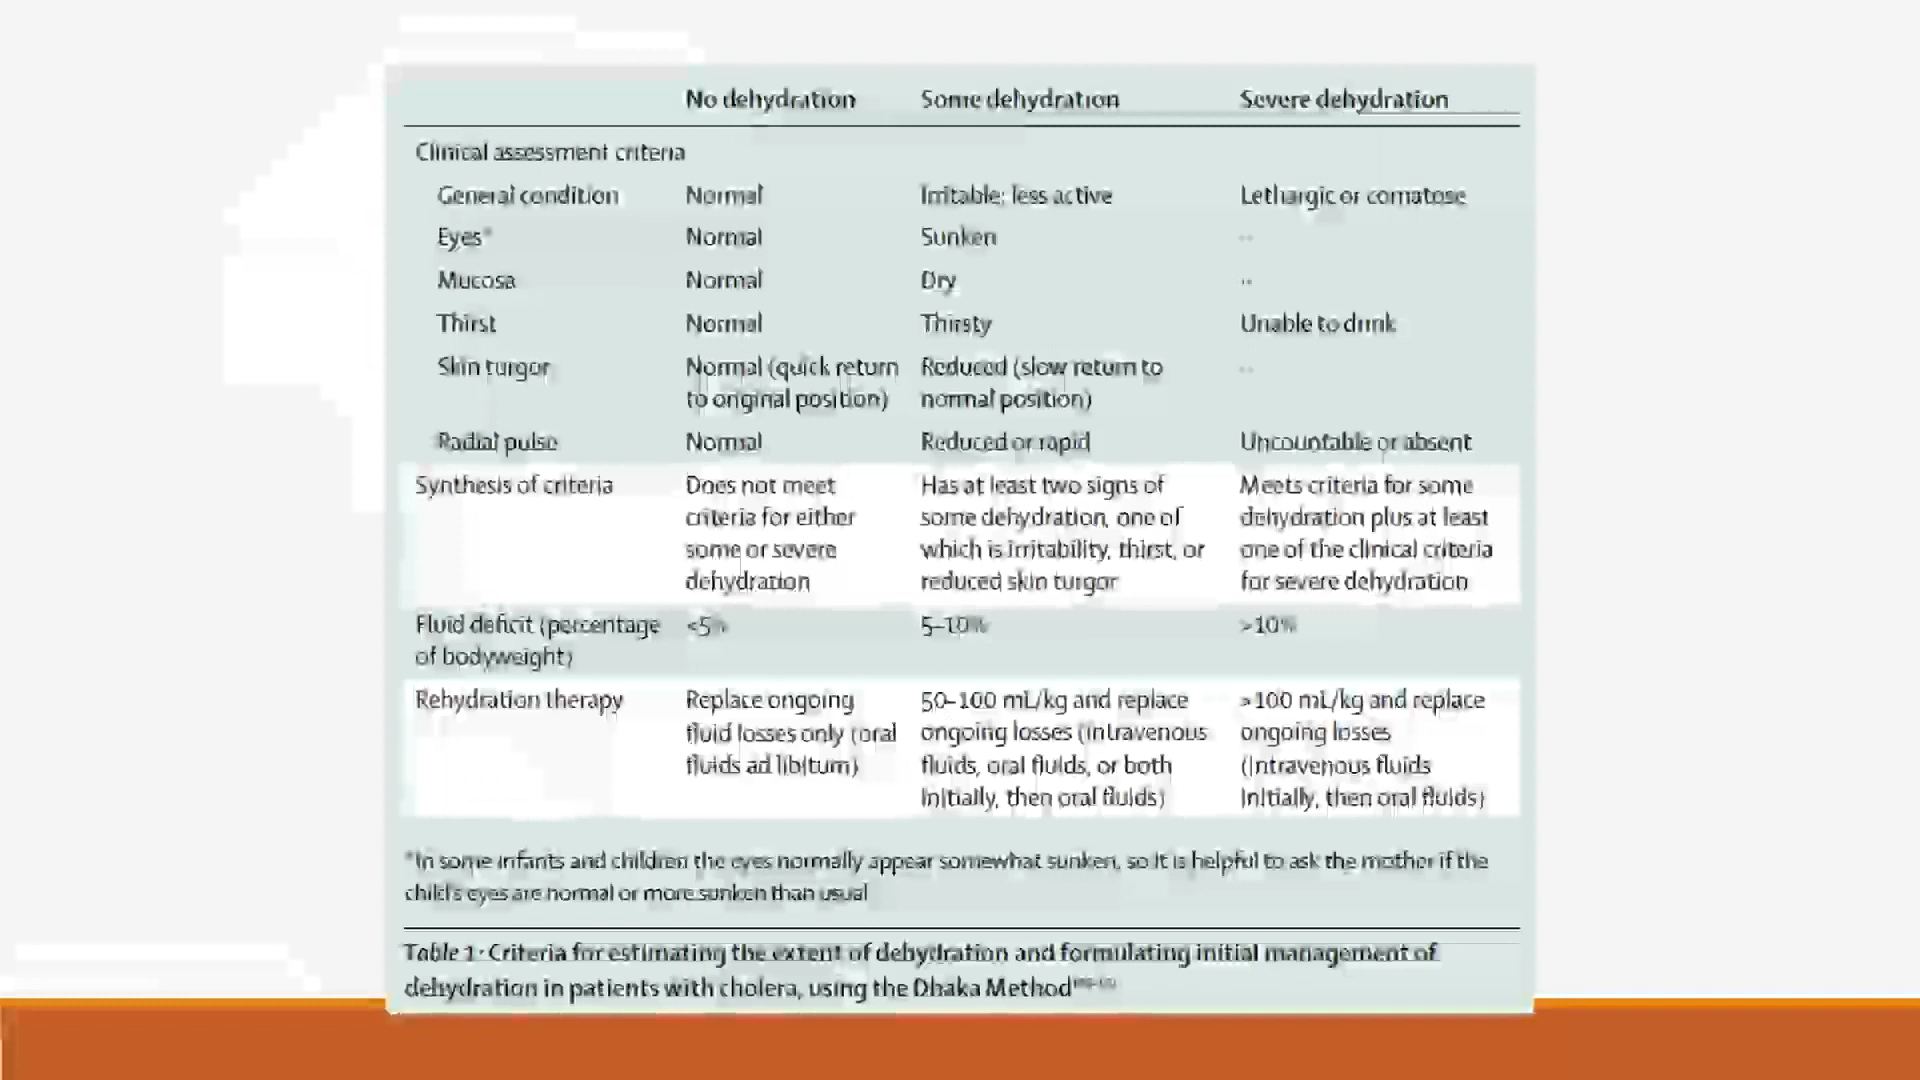 No dehydration Some dehydration Severe dehydration
Clinical assessment criteria
General condition Normal Irritable; less active Lethargic or comatose
Eyes* Normal Sunken ··
Mucosa Normal Dry ··
Thirst Normal Thirsty Unable to drink
Skin turgor Normal (quick return Reduced (slow return to ··
to original position) normal position)
Radial pulse Normal Reduced or rapid Uncountable or absent
Synthesis of criteria Does not meet Has at least two signs of Meets criteria for some
criteria for either some dehydration, one of dehydration plus at least
some or severe which is irritability, thirst, or one of the clinical criteria
dehydration reduced skin turgor for severe dehydration
Fluid deficit (percentage <5% 5–10% >10%
of bodyweight)
Rehydration therapy Replace ongoing 50–100 mL/kg and replace >100 mL/kg and replace
fluid losses only (oral ongoing losses (intravenous ongoing losses
fluids ad libitum) fluids, oral fluids, or both (intravenous fluids
initially, then oral fluids) initially, then oral fluids)
*In some infants and children the eyes normally appear somewhat sunken, so it is helpful to ask the mother if the
child's eyes are normal or more sunken than usual
Table 1: Criteria for estimating the extent of dehydration and formulating initial management of
dehydration in patients with cholera, using the Dhaka Method